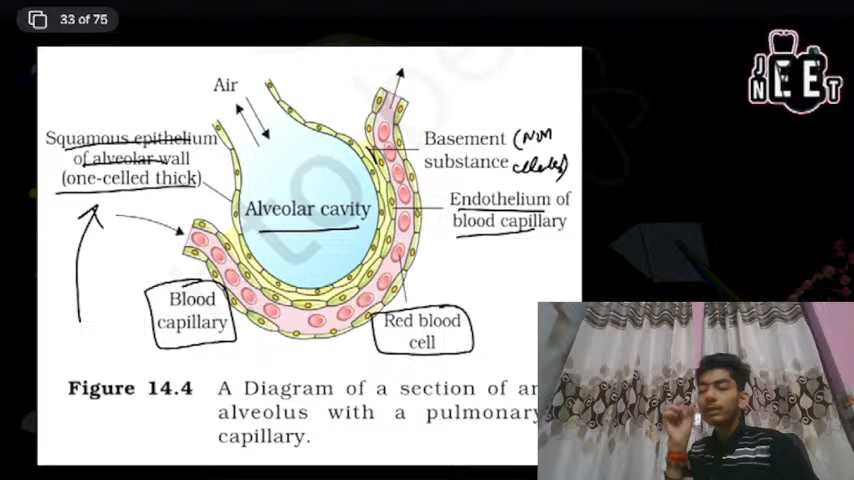 33 of 75
J
NEET
Air
Squamous epithelium
of alveolar wall
(one-celled thick)
Basement (non
substance cellular)
Endothelium of
blood capillary
Alveolar cavity
Blood
capillary
Red blood
cell
Figure 14.4 A Diagram of a section of an
alveolus with a pulmonary
capillary.